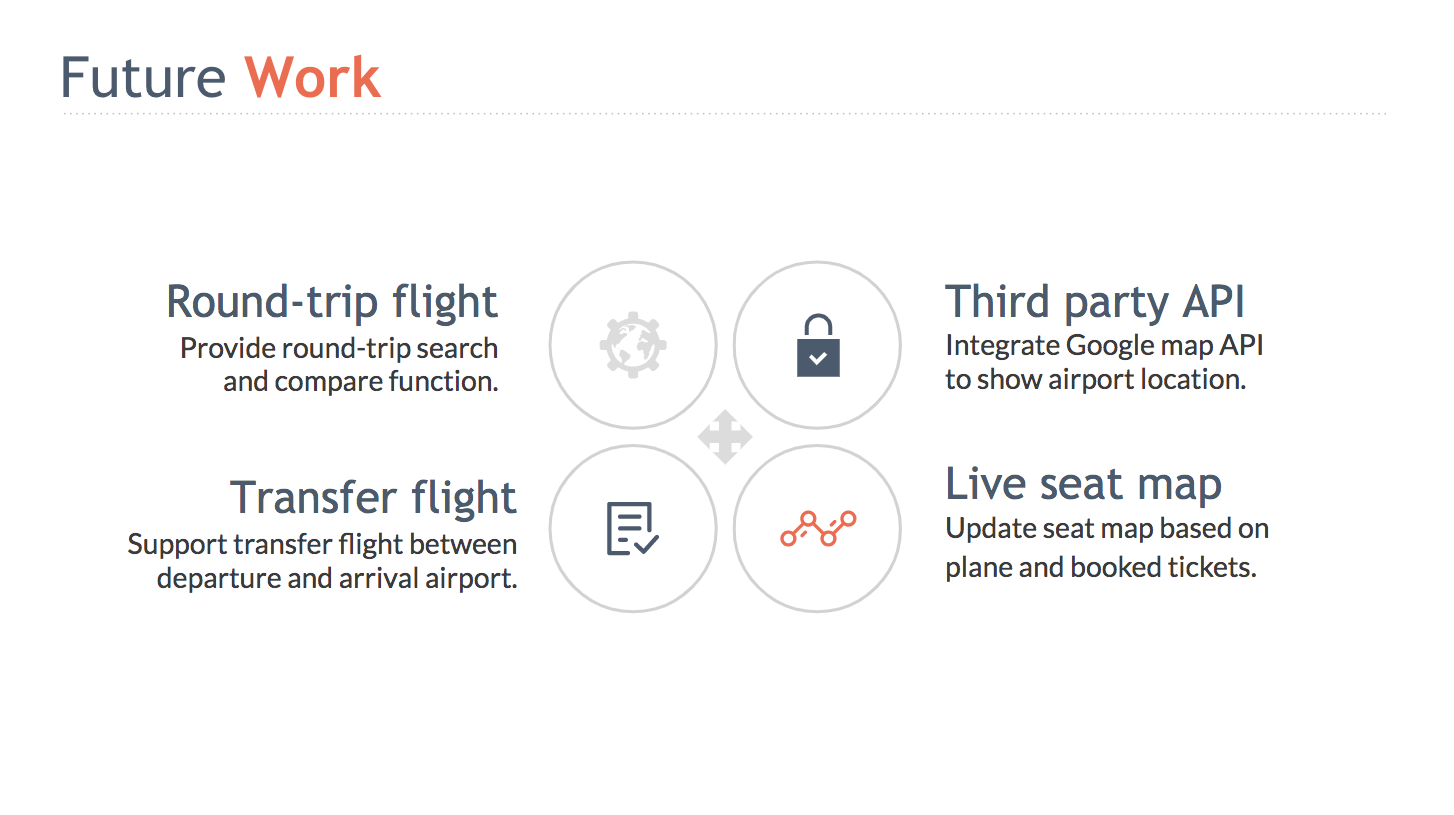 Future Work
Round-trip flight
Provide round-trip search
and compare function.
Third party API
Integrate Google map API
to show airport location.
Transfer flight
Support transfer flight between
departure and arrival airport.
Live seat map
Update seat map based on
plane and booked tickets.